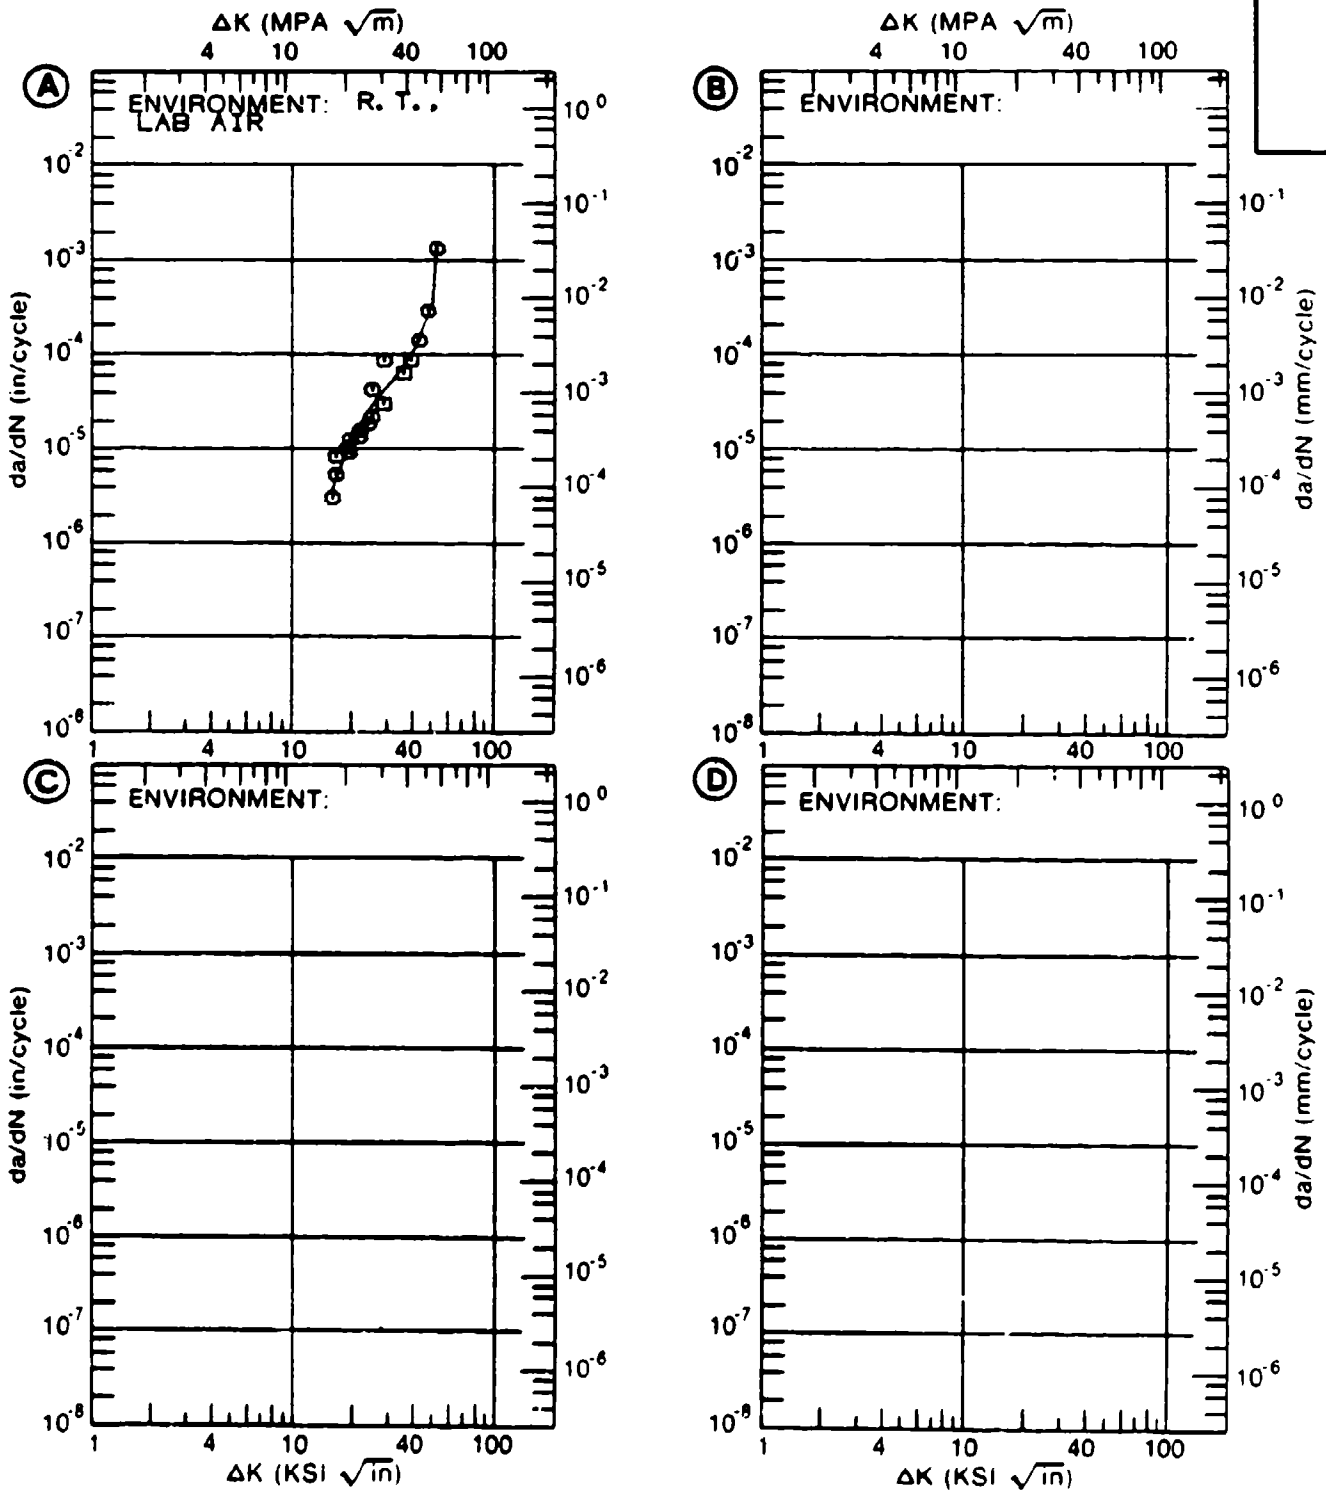 ΔK (MPA √m)
4 10 40 100
A
ENVIRONMENT: R.T.,
LAB AIR
10⁰
10⁻²
10⁻¹
10⁻³
10⁻²
10⁻⁴
10⁻³
10⁻⁵
10⁻⁴
10⁻⁶
10⁻⁵
10⁻⁷
10⁻⁶
10⁻⁸
da/dN (in/cycle)
1 4 10 40 100
ΔK (MPA √m)
4 10 40 100
B
ENVIRONMENT:
10⁻²
10⁻¹
10⁻³
10⁻²
10⁻⁴
10⁻³
10⁻⁵
10⁻⁴
10⁻⁶
10⁻⁵
10⁻⁷
10⁻⁶
10⁻⁸
da/dN (mm/cycle)
1 4 10 40 100
C
ENVIRONMENT:
10⁰
10⁻²
10⁻¹
10⁻³
10⁻²
10⁻⁴
10⁻³
10⁻⁵
10⁻⁴
10⁻⁶
10⁻⁵
10⁻⁷
10⁻⁶
10⁻⁸
da/dN (in/cycle)
1 4 10 40 100
ΔK (KSI √in)
D
ENVIRONMENT:
10⁰
10⁻²
10⁻¹
10⁻³
10⁻²
10⁻⁴
10⁻³
10⁻⁵
10⁻⁴
10⁻⁶
10⁻⁵
10⁻⁷
10⁻⁶
10⁻⁸
da/dN (mm/cycle)
1 4 10 40 100
ΔK (KSI √in)